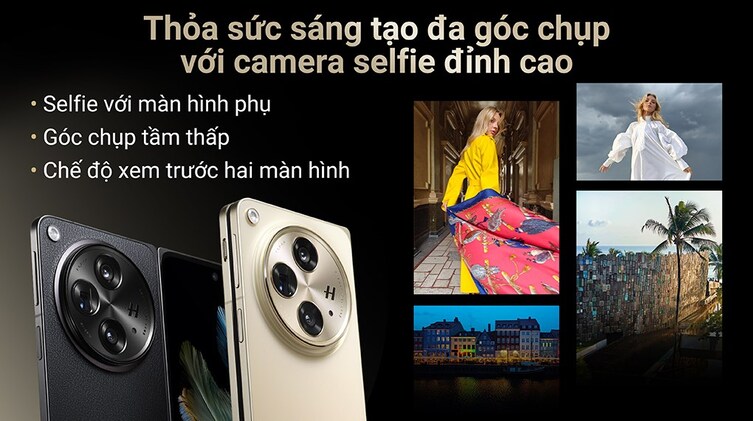 Thỏa sức sáng tạo đa góc chụp
với camera selfie đỉnh cao
• Selfie với màn hình phụ
• Góc chụp tầm thấp
• Chế độ xem trước hai màn hình
H